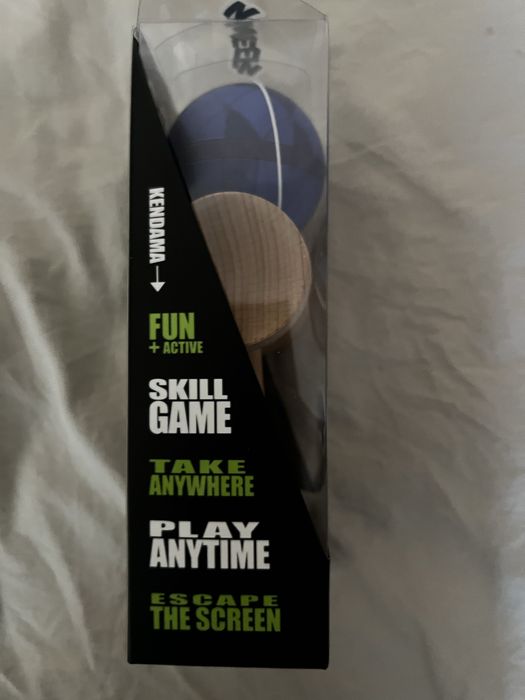 KENDAMA
FUN
+ ACTIVE
SKILL
GAME
TAKE
ANYWHERE
PLAY
ANYTIME
ESCAPE
THE SCREEN